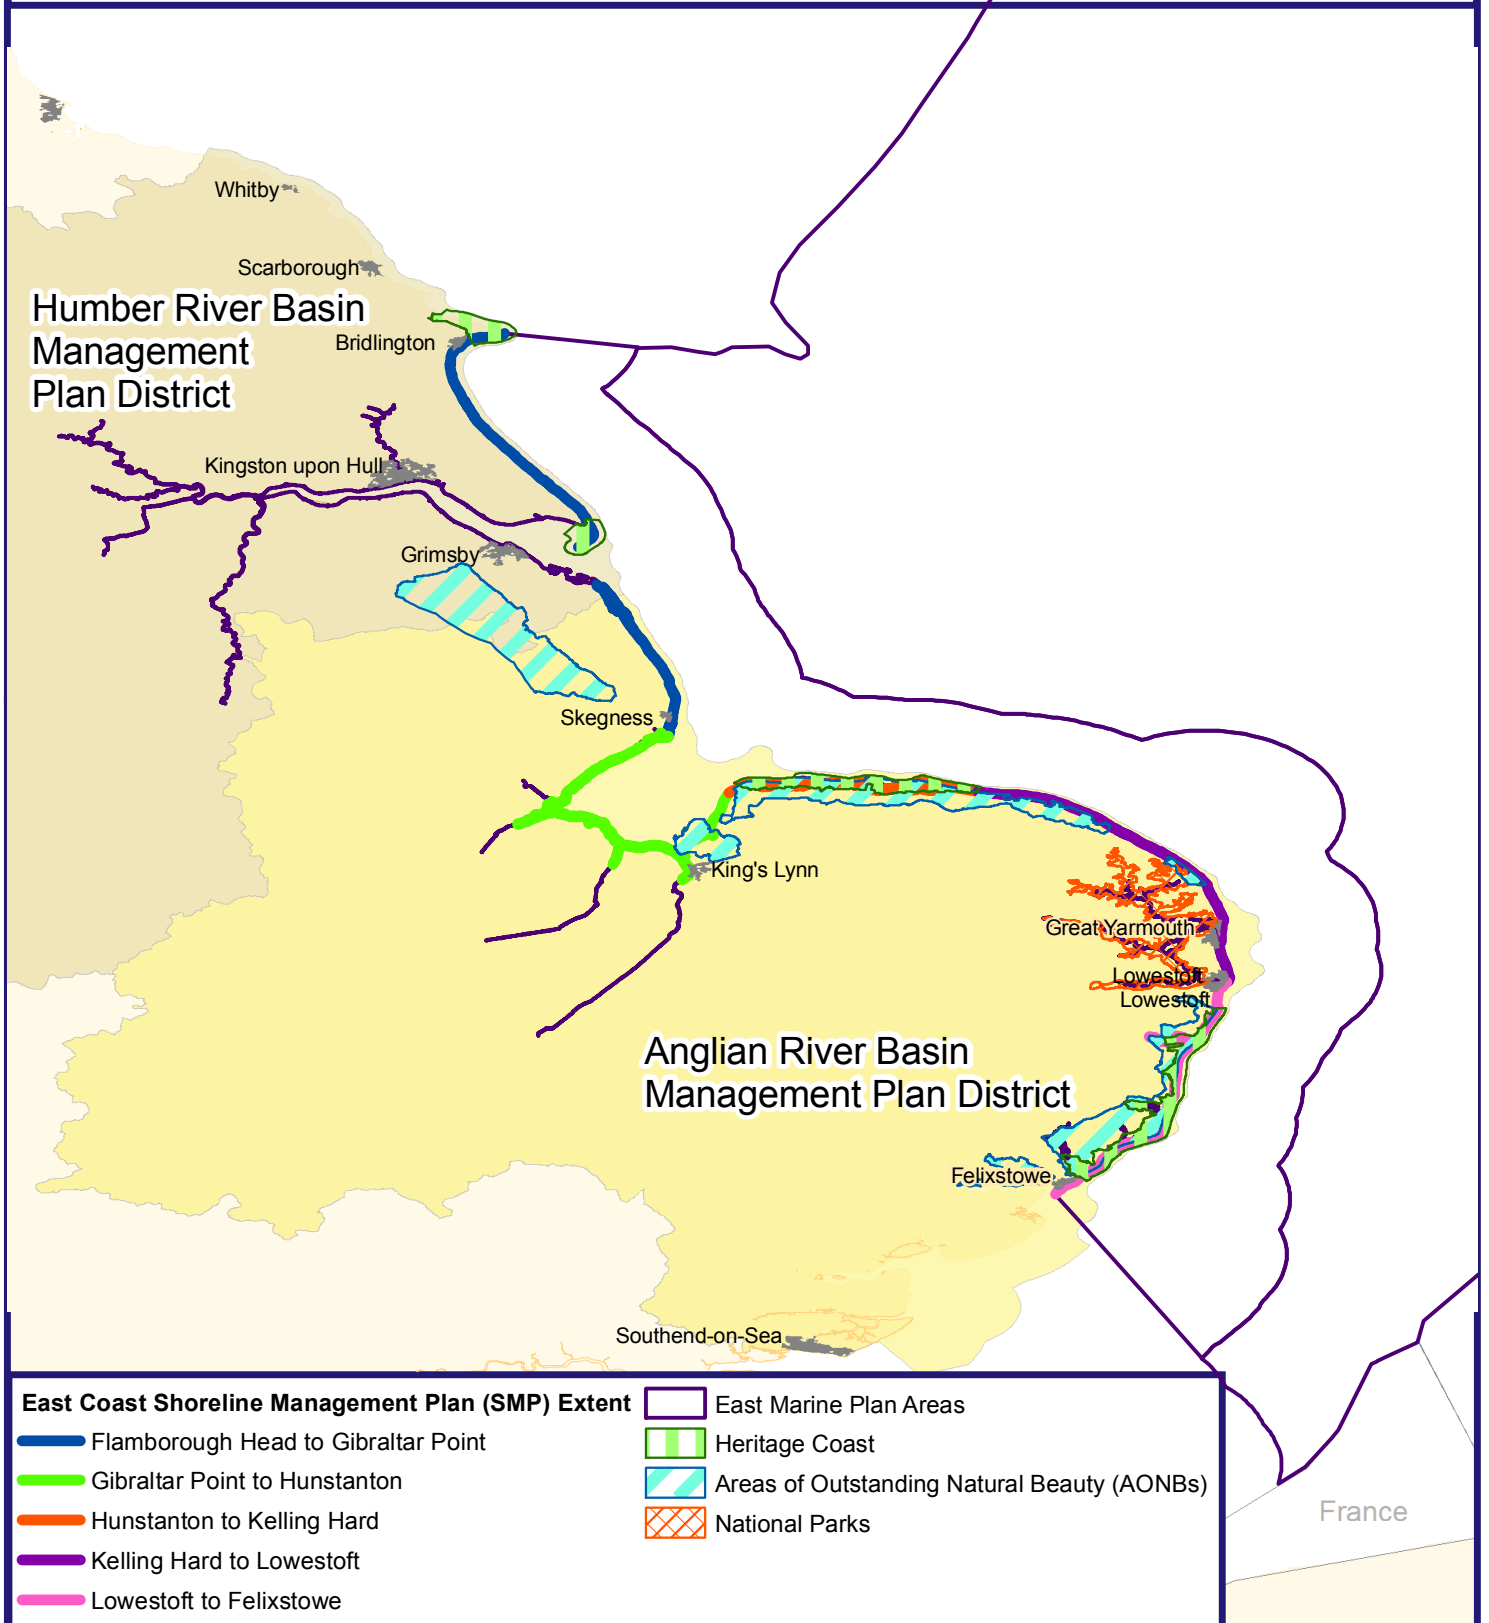 Whitby
Scarborough
Humber River Basin
Management
Plan District
Bridlington
Kingston upon Hull
Grimsby
Skegness
King's Lynn
Great Yarmouth
Lowestoft
Lowestoft
Anglian River Basin
Management Plan District
Felixstowe
Southend-on-Sea
East Coast Shoreline Management Plan (SMP) Extent
Flamborough Head to Gibraltar Point
Gibraltar Point to Hunstanton
Hunstanton to Kelling Hard
Kelling Hard to Lowestoft
Lowestoft to Felixstowe
East Marine Plan Areas
Heritage Coast
Areas of Outstanding Natural Beauty (AONBs)
National Parks
France